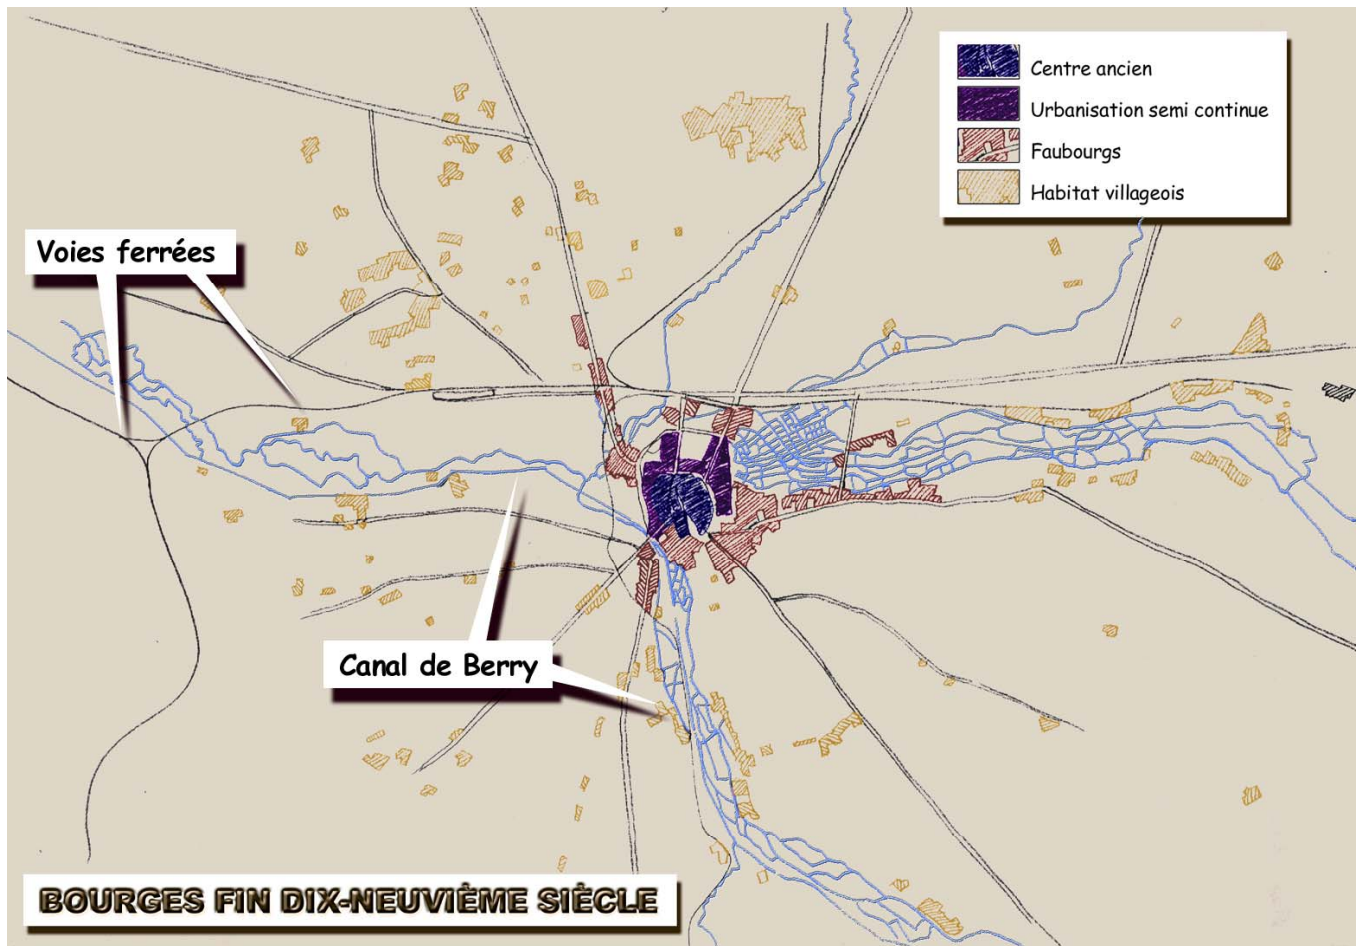 Centre ancien
Urbanisation semi continue
Faubourgs
Habitat villageois
Voies ferrées
Canal de Berry
BOURGES FIN DIX-NEUVIÈME SIÈCLE